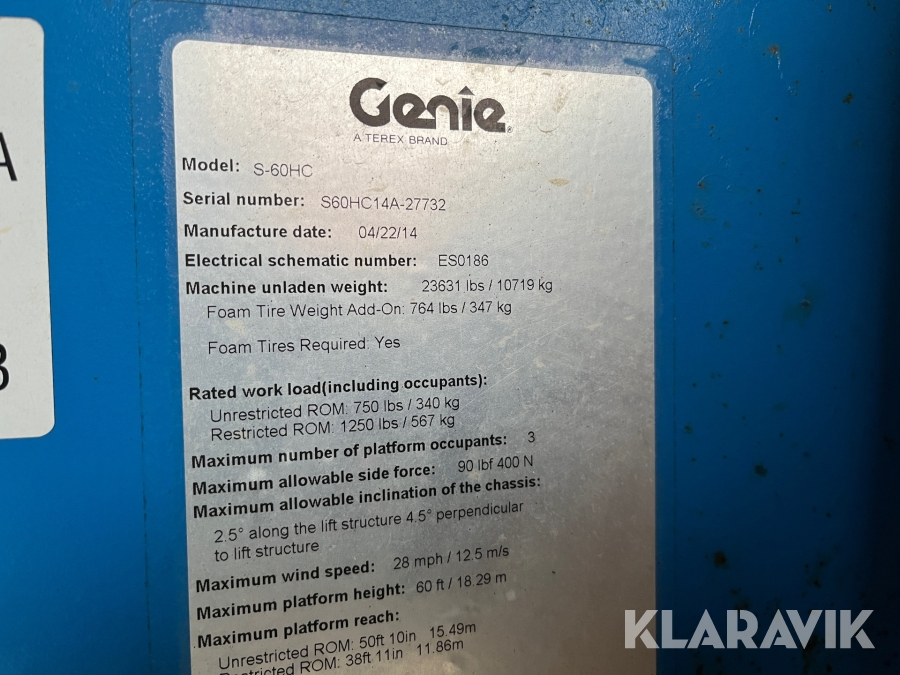 Genie
A TEREX BRAND
Model: S-60HC
Serial number: S60HC14A-27732
Manufacture date: 04/22/14
Electrical schematic number: ES0186
Machine unladen weight: 23631 lbs / 10719 kg
Foam Tire Weight Add-On: 764 lbs / 347 kg
Foam Tires Required: Yes
Rated work load(including occupants):
Unrestricted ROM: 750 lbs / 340 kg
Restricted ROM: 1250 lbs / 567 kg
Maximum number of platform occupants: 3
Maximum allowable side force: 90 lbf 400 N
Maximum allowable inclination of the chassis:
2.5° along the lift structure 4.5° perpendicular
to lift structure
Maximum wind speed: 28 mph / 12.5 m/s
Maximum platform height: 60 ft / 18.29 m
Maximum platform reach:
Unrestricted ROM: 50ft 10in 15.49m
Restricted ROM: 38ft 11in 11.86m
A
KLARAVIK